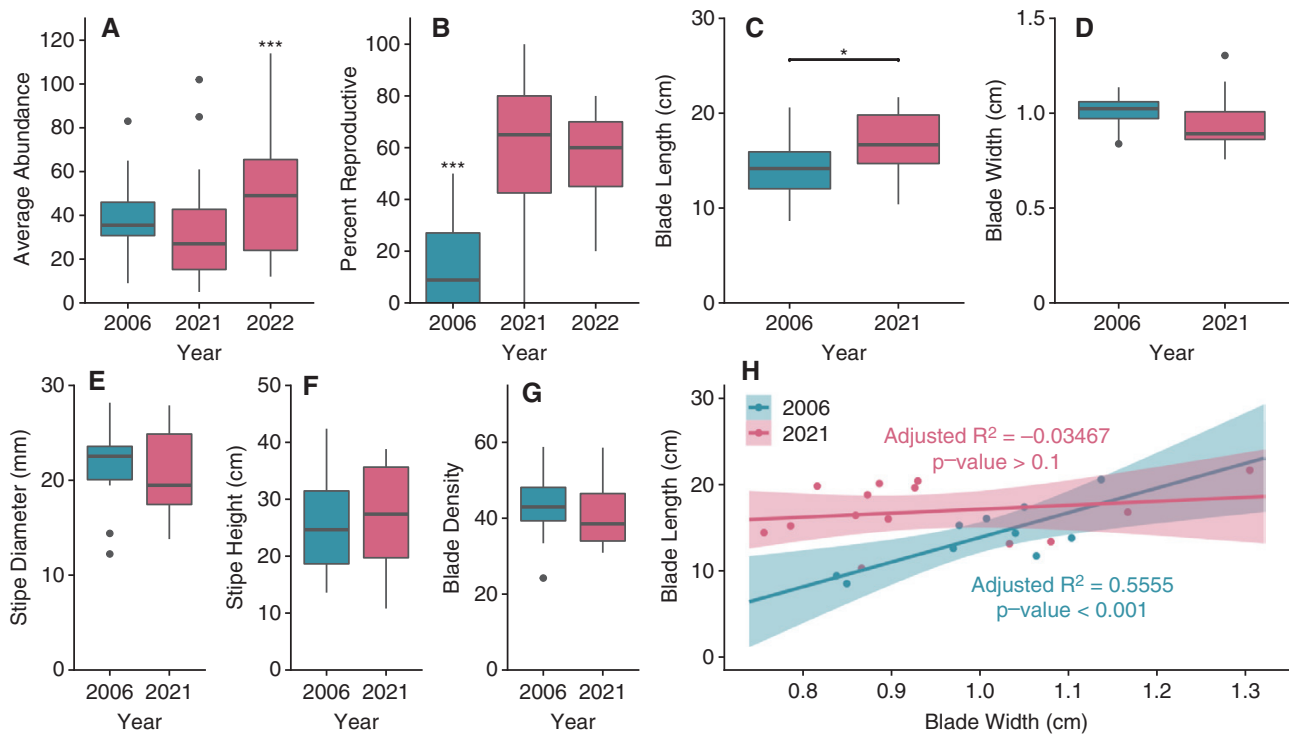 A
Average Abundance
120
100
80
60
40
20
0
***
2006 2021 2022
Year
B
Percent Reproductive
100
80
60
40
20
0
***
2006 2021 2022
Year
C
Blade Length (cm)
30
20
10
0
*
2006 2021
Year
D
Blade Width (cm)
1.5
1.0
0.5
2006 2021
Year
E
Stipe Diameter (mm)
30
20
10
0
2006 2021
Year
F
Stipe Height (cm)
50
40
30
20
10
0
2006 2021
Year
G
Blade Density
60
40
20
0
2006 2021
Year
H
Blade Length (cm)
30
20
10
0
2006
2021
Adjusted R² = –0.03467
p–value > 0.1
Adjusted R² = 0.5555
p–value < 0.001
0.8 0.9 1.0 1.1 1.2 1.3
Blade Width (cm)